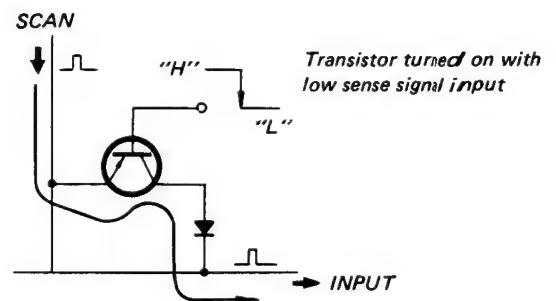 SCAN
"H"
Transistor turned on with
low sense signal input
"L"
INPUT